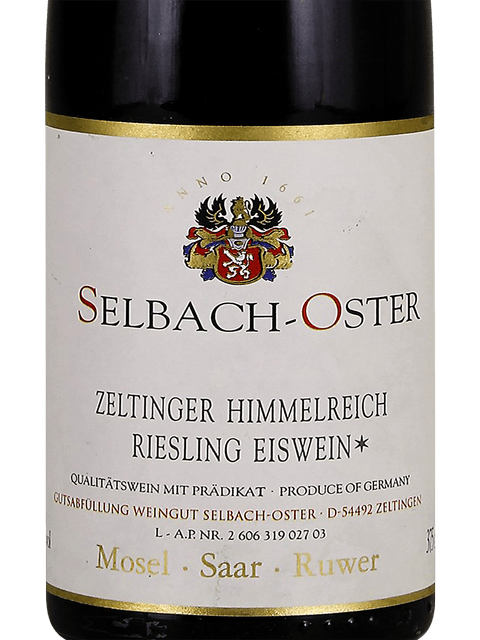 ANNO 1661
SELBACH-OSTER
ZELTINGER HIMMELREICH
RIESLING EISWEIN*
QUALITÄTSWEIN MIT PRÄDIKAT · PRODUCE OF GERMANY
GUTSABFÜLLUNG WEINGUT SELBACH-OSTER · D-54492 ZELTINGEN
L - A.P. NR. 2 606 319 027 03
Mosel · Saar · Ruwer